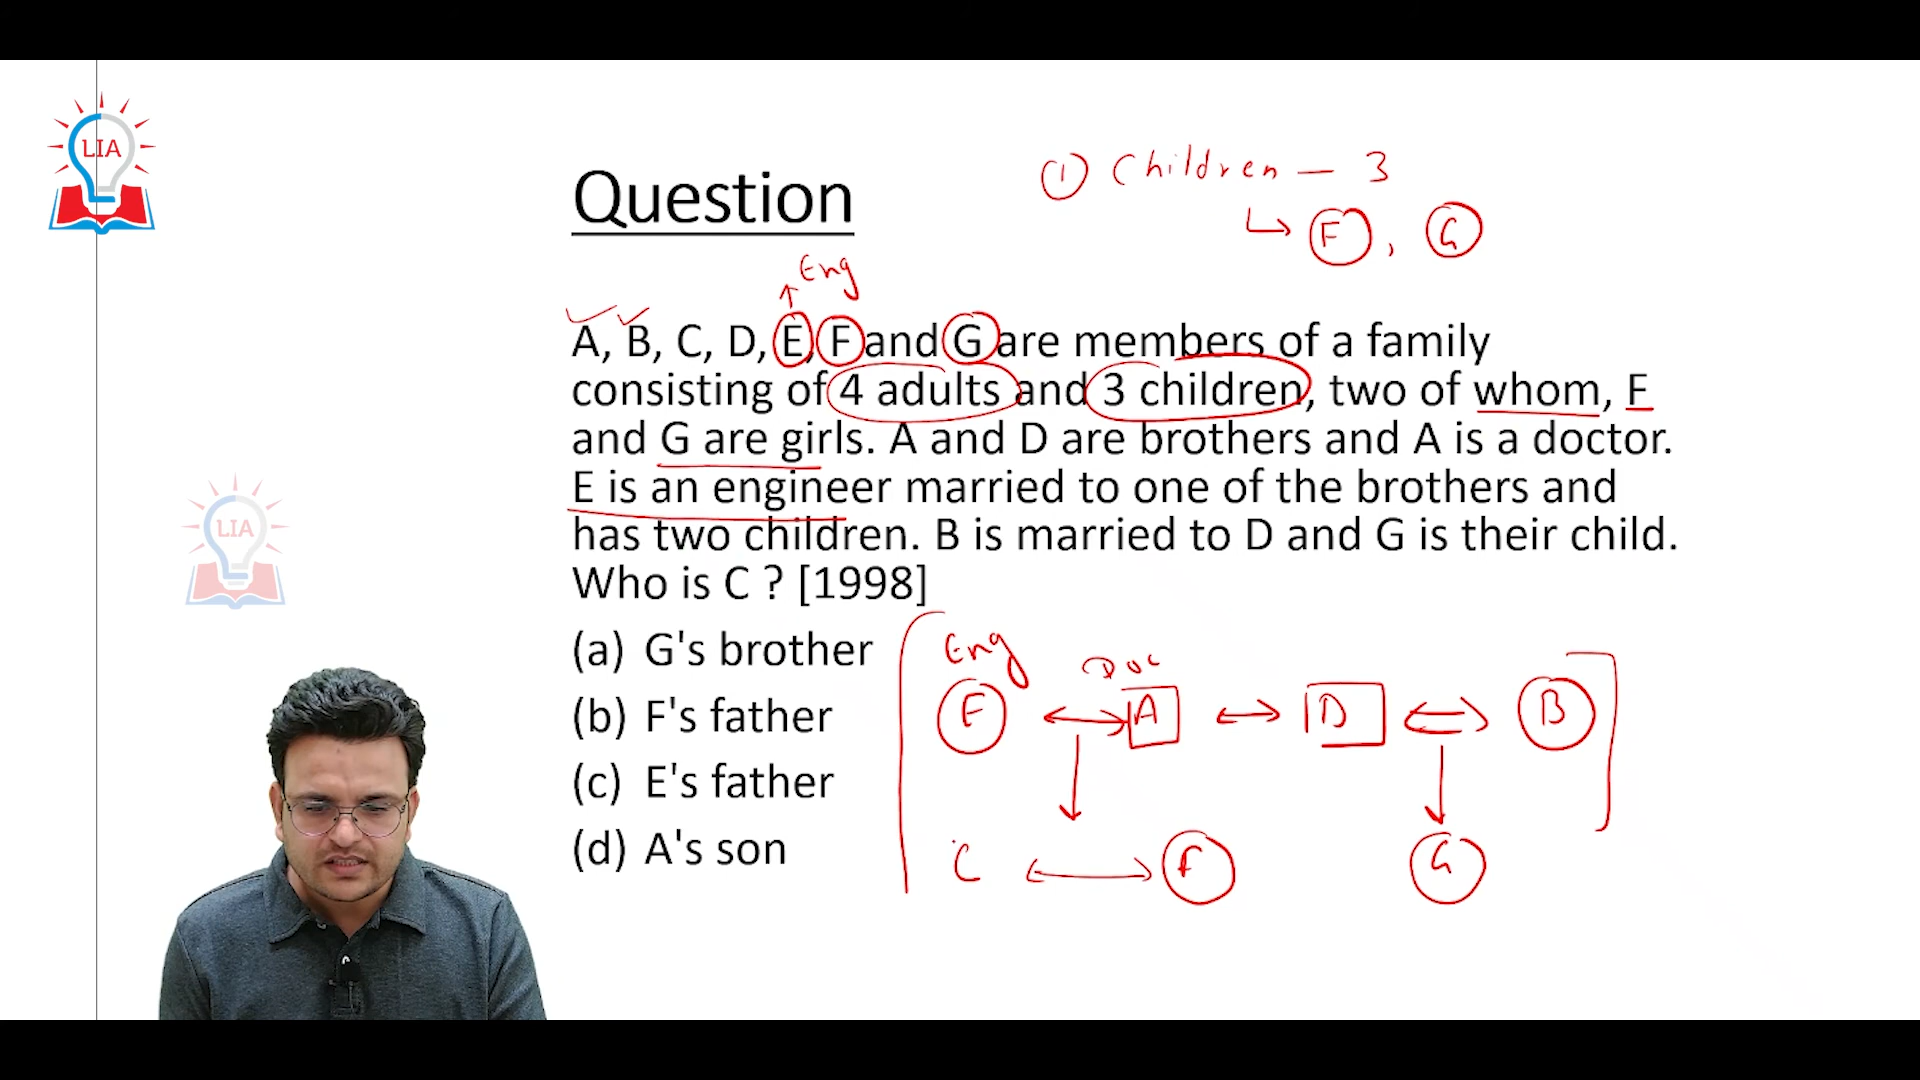 LIA
① Children — 3
↳ F, G
Question
Eng
↑
A, B, C, D, E, F and G are members of a family
consisting of 4 adults and 3 children, two of whom, F
and G are girls. A and D are brothers and A is a doctor.
E is an engineer married to one of the brothers and
has two children. B is married to D and G is their child.
Who is C ? [1998]
LIA
(a) G's brother
(b) F's father
(c) E's father
(d) A's son
Eng Doc
E ↔ A ↔ D ⇔ B
C ↔ F G